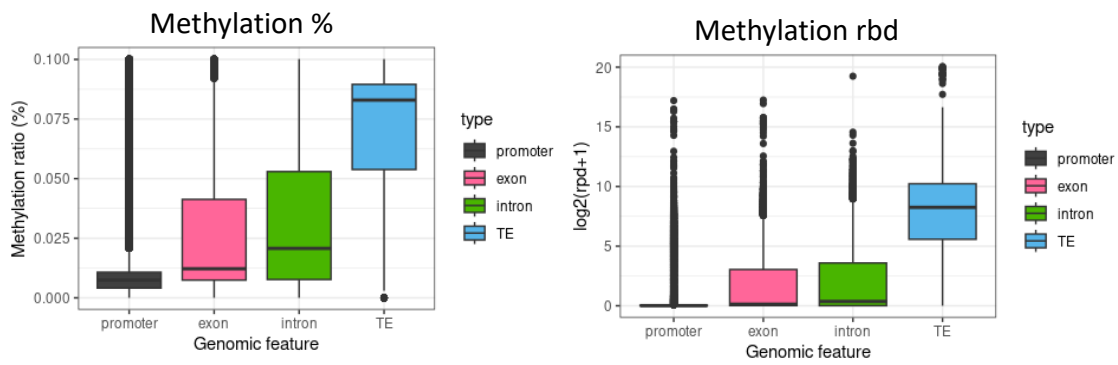 Methylation %
Methylation ratio (%)
0.100
0.075
0.050
0.025
0.000
promoter exon intron TE
Genomic feature
type
promoter
exon
intron
TE
Methylation rbd
log2(rpd+1)
20
15
10
5
0
promoter exon intron TE
Genomic feature
type
promoter
exon
intron
TE